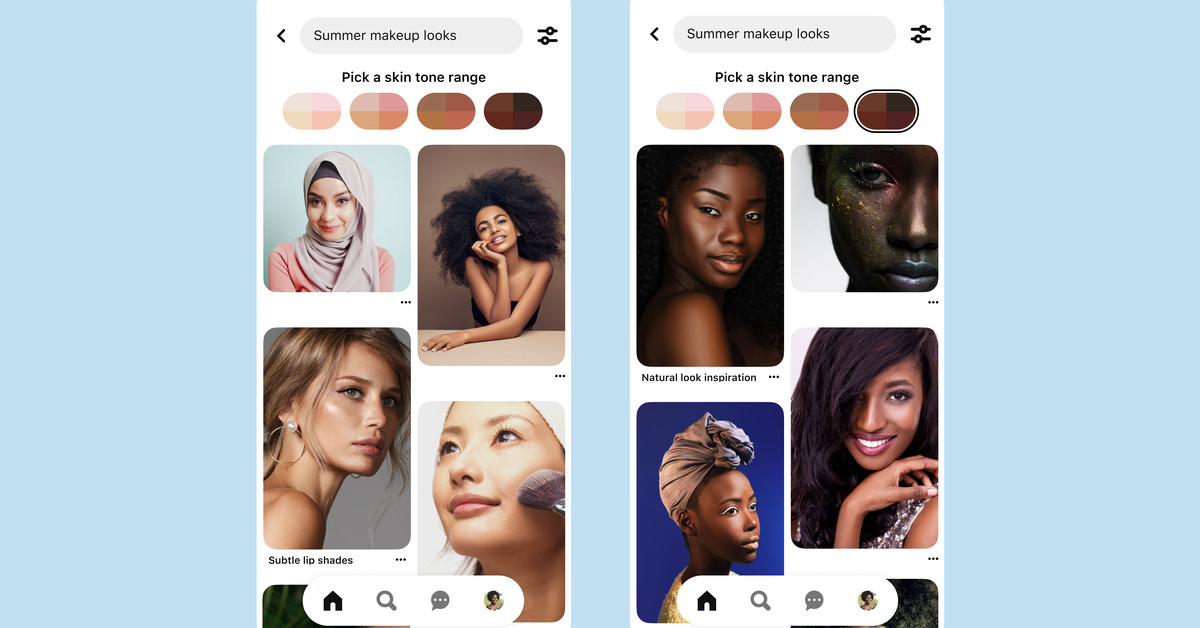 Summer makeup looks
Pick a skin tone range
Subtle lip shades
Summer makeup looks
Pick a skin tone range
Natural look inspiration